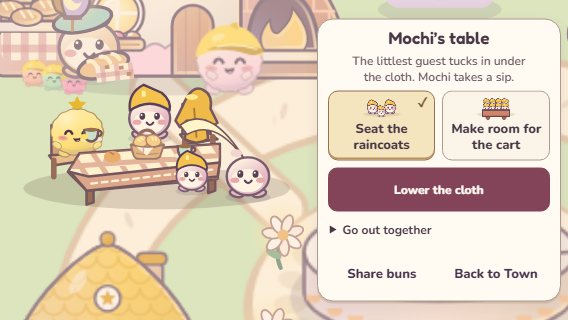 Mochi's table
The littlest guest tucks in under
the cloth. Mochi takes a sip.
Seat the
raincoats
Make room for
the cart
Lower the cloth
Go out together
Share buns
Back to Town